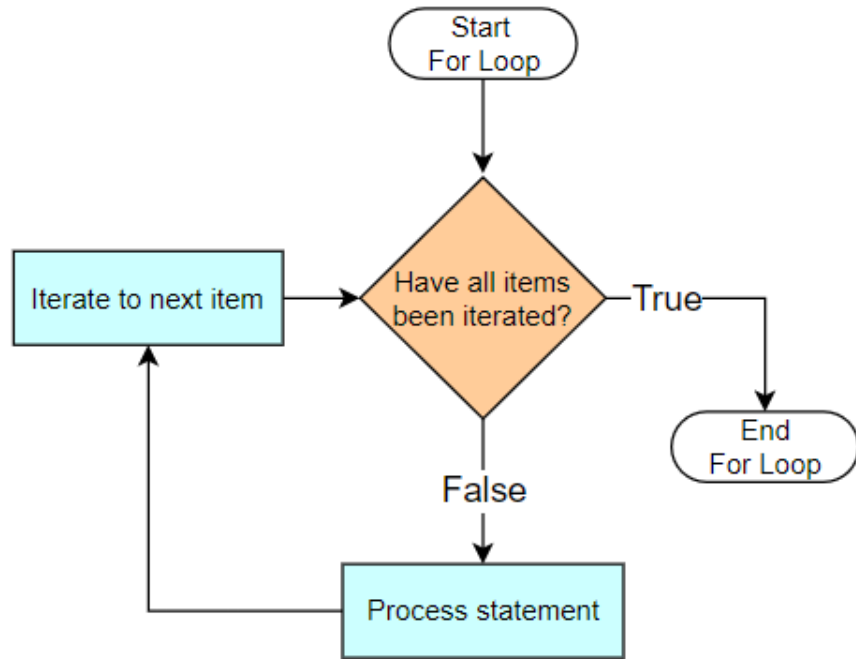 Start
For Loop
Have all items
been iterated?
True
End
For Loop
False
Process statement
Iterate to next item